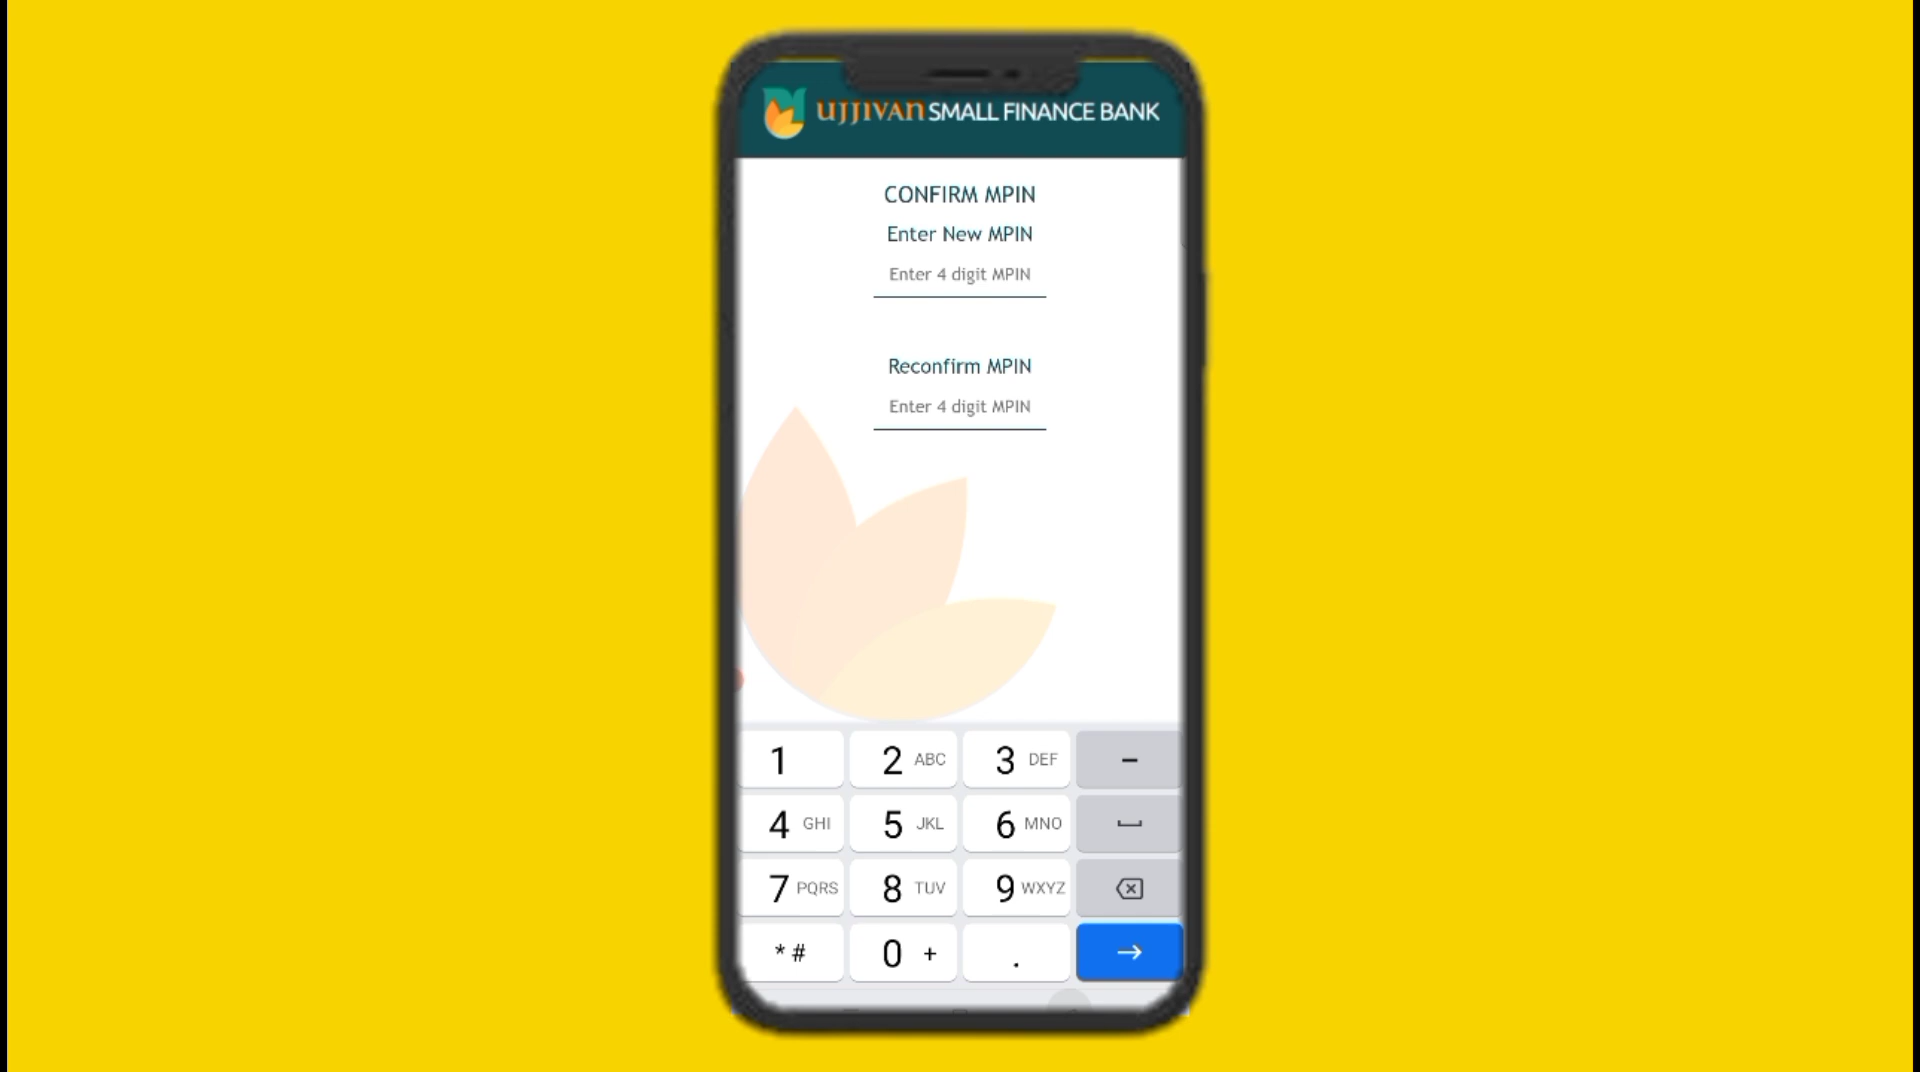 UJJIVAN SMALL FINANCE BANK
CONFIRM MPIN
Enter New MPIN
Enter 4 digit MPIN
Reconfirm MPIN
Enter 4 digit MPIN
1 2 ABC 3 DEF -
4 GHI 5 JKL 6 MNO
7 PQRS 8 TUV 9 WXYZ
* # 0 + .